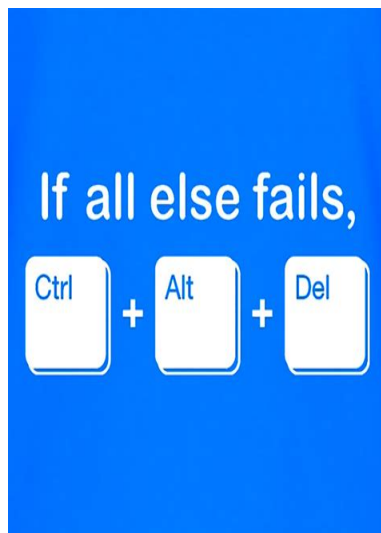 If all else fails,
Ctrl + Alt + Del